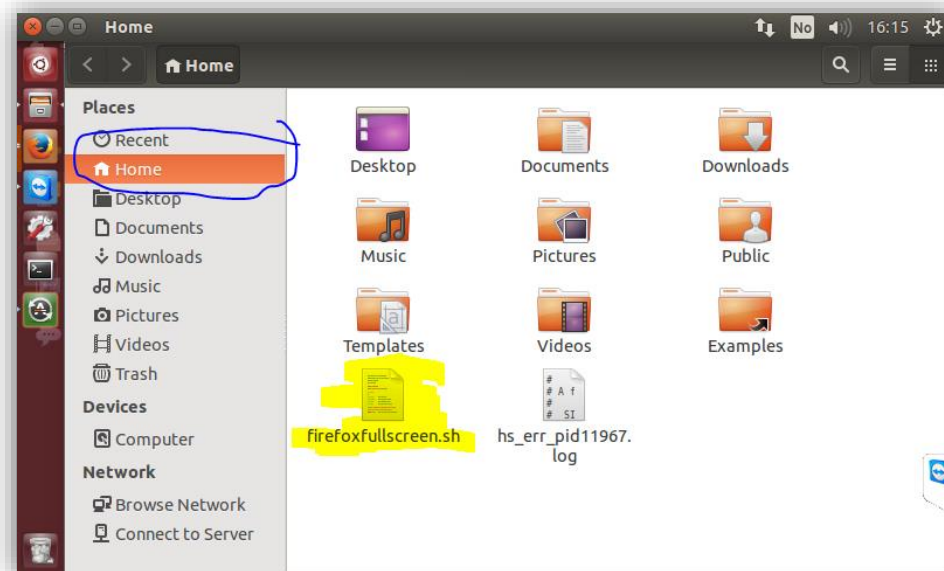 Home
No
16:15
Home
Places
Recent
Home
Desktop
Documents
Downloads
Music
Pictures
Videos
Trash
Devices
Computer
Network
Browse Network
Connect to Server
Desktop
Documents
Downloads
Music
Pictures
Public
Templates
Videos
Examples
firefoxfullscreen.sh
hs_err_pid11967.
log
# 
# A f
#
# SI